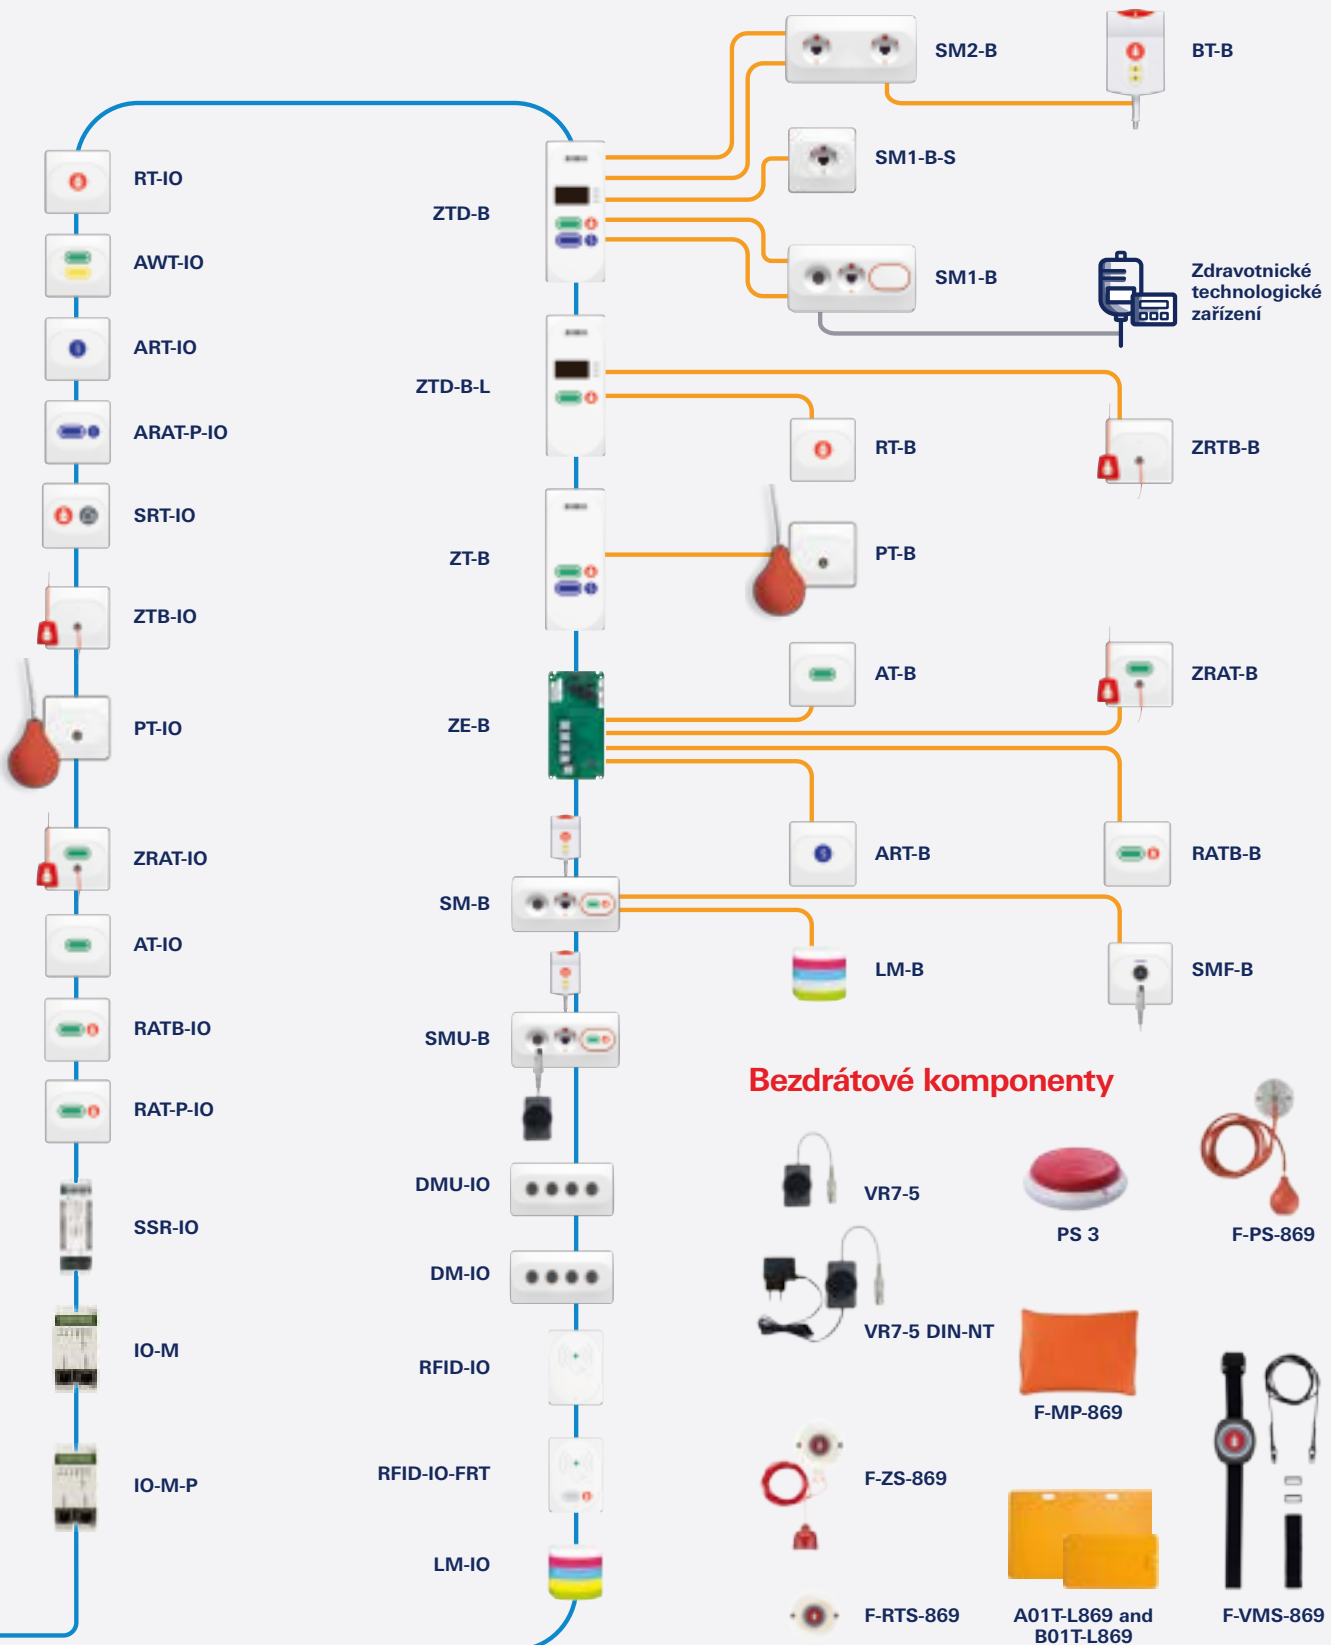 RT-IO
AWT-IO
ART-IO
ARAT-P-IO
SRT-IO
ZTB-IO
PT-IO
ZRAT-IO
AT-IO
RATB-IO
RAT-P-IO
SSR-IO
IO-M
IO-M-P
ZTD-B
ZTD-B-L
ZT-B
ZE-B
SM-B
SMU-B
DMU-IO
DM-IO
RFID-IO
RFID-IO-FRT
LM-IO
SM2-B
BT-B
SM1-B-S
SM1-B
Zdravotnické
technologické
zařízení
RT-B
ZRTB-B
PT-B
AT-B
ZRAT-B
ART-B
RATB-B
LM-B
SMF-B
Bezdrátové komponenty
VR7-5
PS 3
F-PS-869
VR7-5 DIN-NT
F-MP-869
F-ZS-869
F-RTS-869
A01T-L869 and
B01T-L869
F-VMS-869